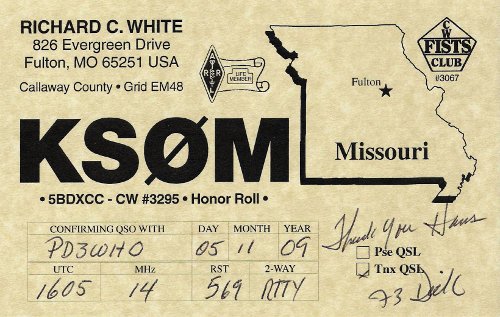 RICHARD C. WHITE
826 Evergreen Drive
Fulton, MO 65251 USA
Callaway County • Grid EM48
ARRL
LIFE MEMBER
CW
FISTS
CLUB
#3067
Fulton
KSØM
Missouri
• 5BDXCC - CW #3295 • Honor Roll •
CONFIRMING QSO WITH DAY MONTH YEAR
PD3WHO 05 11 09
UTC MHz RST 2-WAY
1605 14 569 RTTY
Thank You Hans
Pse QSL
Tnx QSL
73 Dick